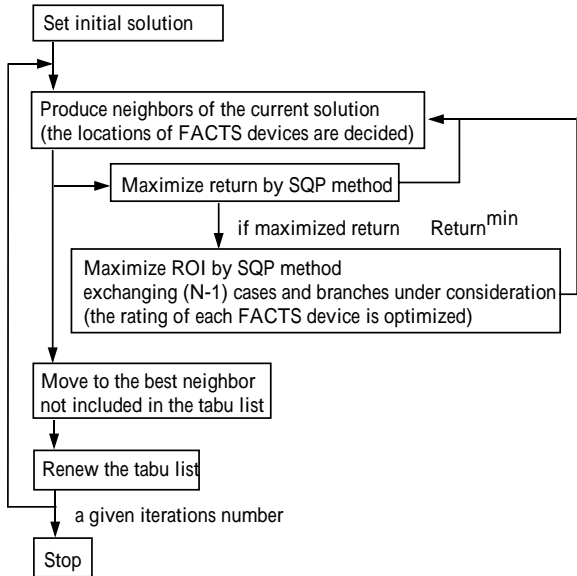 Set initial solution
Produce neighbors of the current solution
(the locations of FACTS devices are decided)
Maximize return by SQP method
if maximized return Return^min
Maximize ROI by SQP method
exchanging (N-1) cases and branches under consideration
(the rating of each FACTS device is optimized)
Move to the best neighbor
not included in the tabu list
Renew the tabu list
a given iterations number
Stop